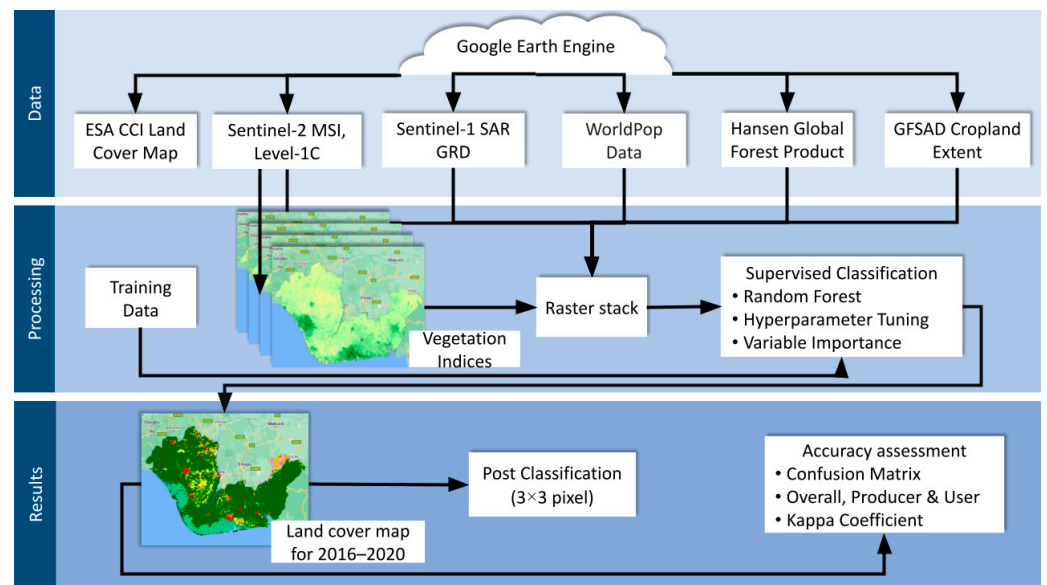 Data
Google Earth Engine
ESA CCI Land
Cover Map
Sentinel-2 MSI,
Level-1C
Sentinel-1 SAR
GRD
WorldPop
Data
Hansen Global
Forest Product
GFSAD Cropland
Extent
Processing
Training
Data
Vegetation
Indices
Raster stack
Supervised Classification
• Random Forest
• Hyperparameter Tuning
• Variable Importance
Results
Land cover map
for 2016–2020
Post Classification
(3×3 pixel)
Accuracy assessment
• Confusion Matrix
• Overall, Producer & User
• Kappa Coefficient